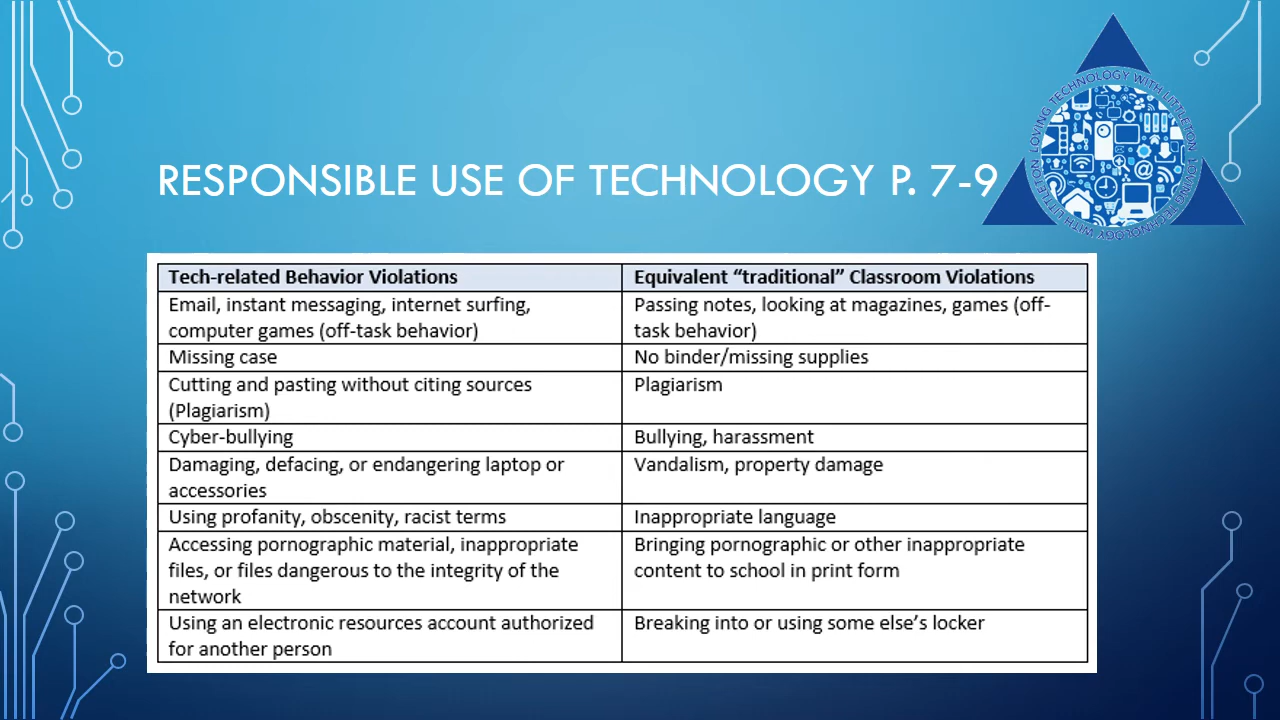 LOVING TECHNOLOGY WITH LITTLETON LOVING TECHNOLOGY WITH LITTLETON
RESPONSIBLE USE OF TECHNOLOGY P. 7-9
Tech-related Behavior Violations
Equivalent “traditional” Classroom Violations
Email, instant messaging, internet surfing,
computer games (off-task behavior)
Passing notes, looking at magazines, games (off-
task behavior)
Missing case
No binder/missing supplies
Cutting and pasting without citing sources
(Plagiarism)
Plagiarism
Cyber-bullying
Bullying, harassment
Damaging, defacing, or endangering laptop or
accessories
Vandalism, property damage
Using profanity, obscenity, racist terms
Inappropriate language
Accessing pornographic material, inappropriate
files, or files dangerous to the integrity of the
network
Bringing pornographic or other inappropriate
content to school in print form
Using an electronic resources account authorized
for another person
Breaking into or using some else’s locker